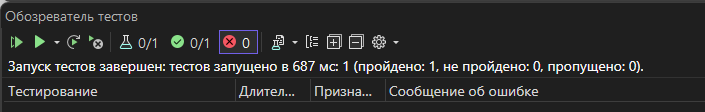 Обозреватель тестов
0/1 0/1 0
Запуск тестов завершен: тестов запущено в 687 мс: 1 (пройдено: 1, не пройдено: 0, пропущено: 0).
Тестирование Длител... Призна... Сообщение об ошибке